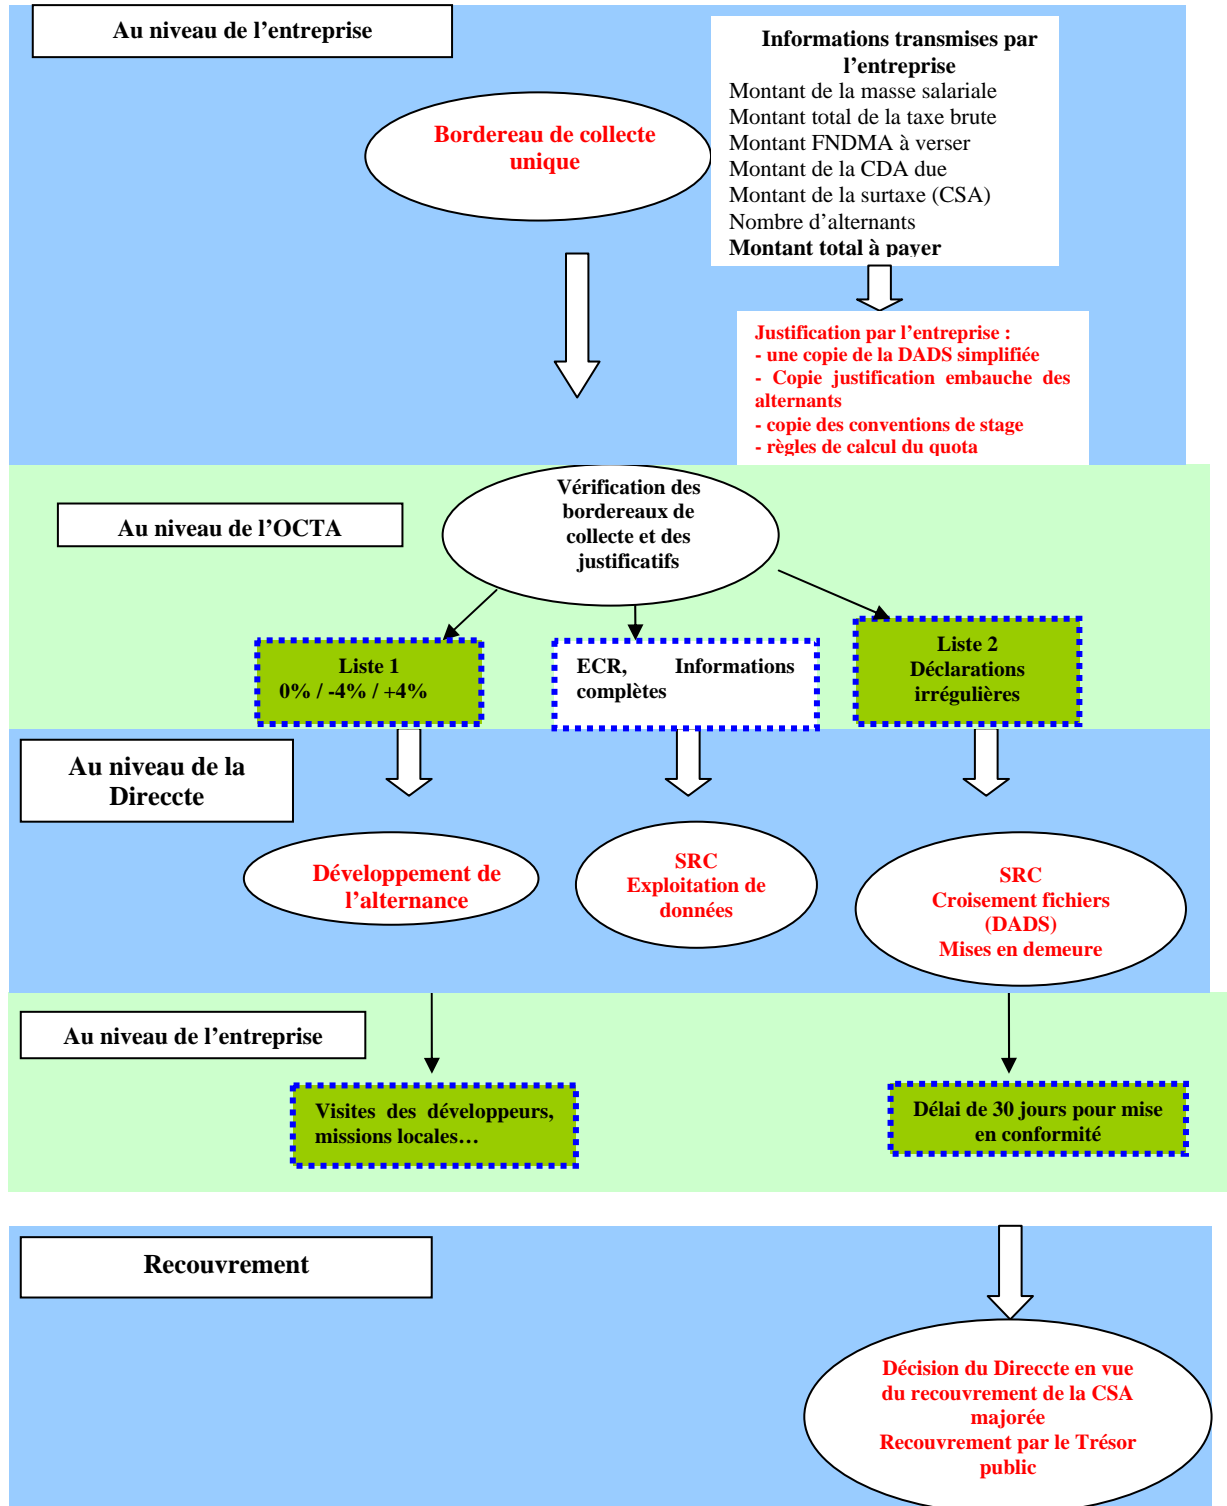 Au niveau de l’entreprise
Informations transmises par
l’entreprise
Montant de la masse salariale
Montant total de la taxe brute
Montant FNDMA à verser
Montant de la CDA due
Montant de la surtaxe (CSA)
Nombre d’alternants
Montant total à payer
Bordereau de collecte
unique
Justification par l’entreprise :
- une copie de la DADS simplifiée
- Copie justification embauche des
alternants
- copie des conventions de stage
- règles de calcul du quota
Au niveau de l’OCTA
Vérification des
bordereaux de
collecte et des
justificatifs
Liste 1
0% / -4% / +4%
ECR, Informations
complètes
Liste 2
Déclarations
irrégulières
Au niveau de la
Direccte
Développement de
l’alternance
SRC
Exploitation de
données
SRC
Croisement fichiers
(DADS)
Mises en demeure
Au niveau de l’entreprise
Visites des développeurs,
missions locales…
Délai de 30 jours pour mise
en conformité
Recouvrement
Décision du Direccte en vue
du recouvrement de la CSA
majorée
Recouvrement par le Trésor
public